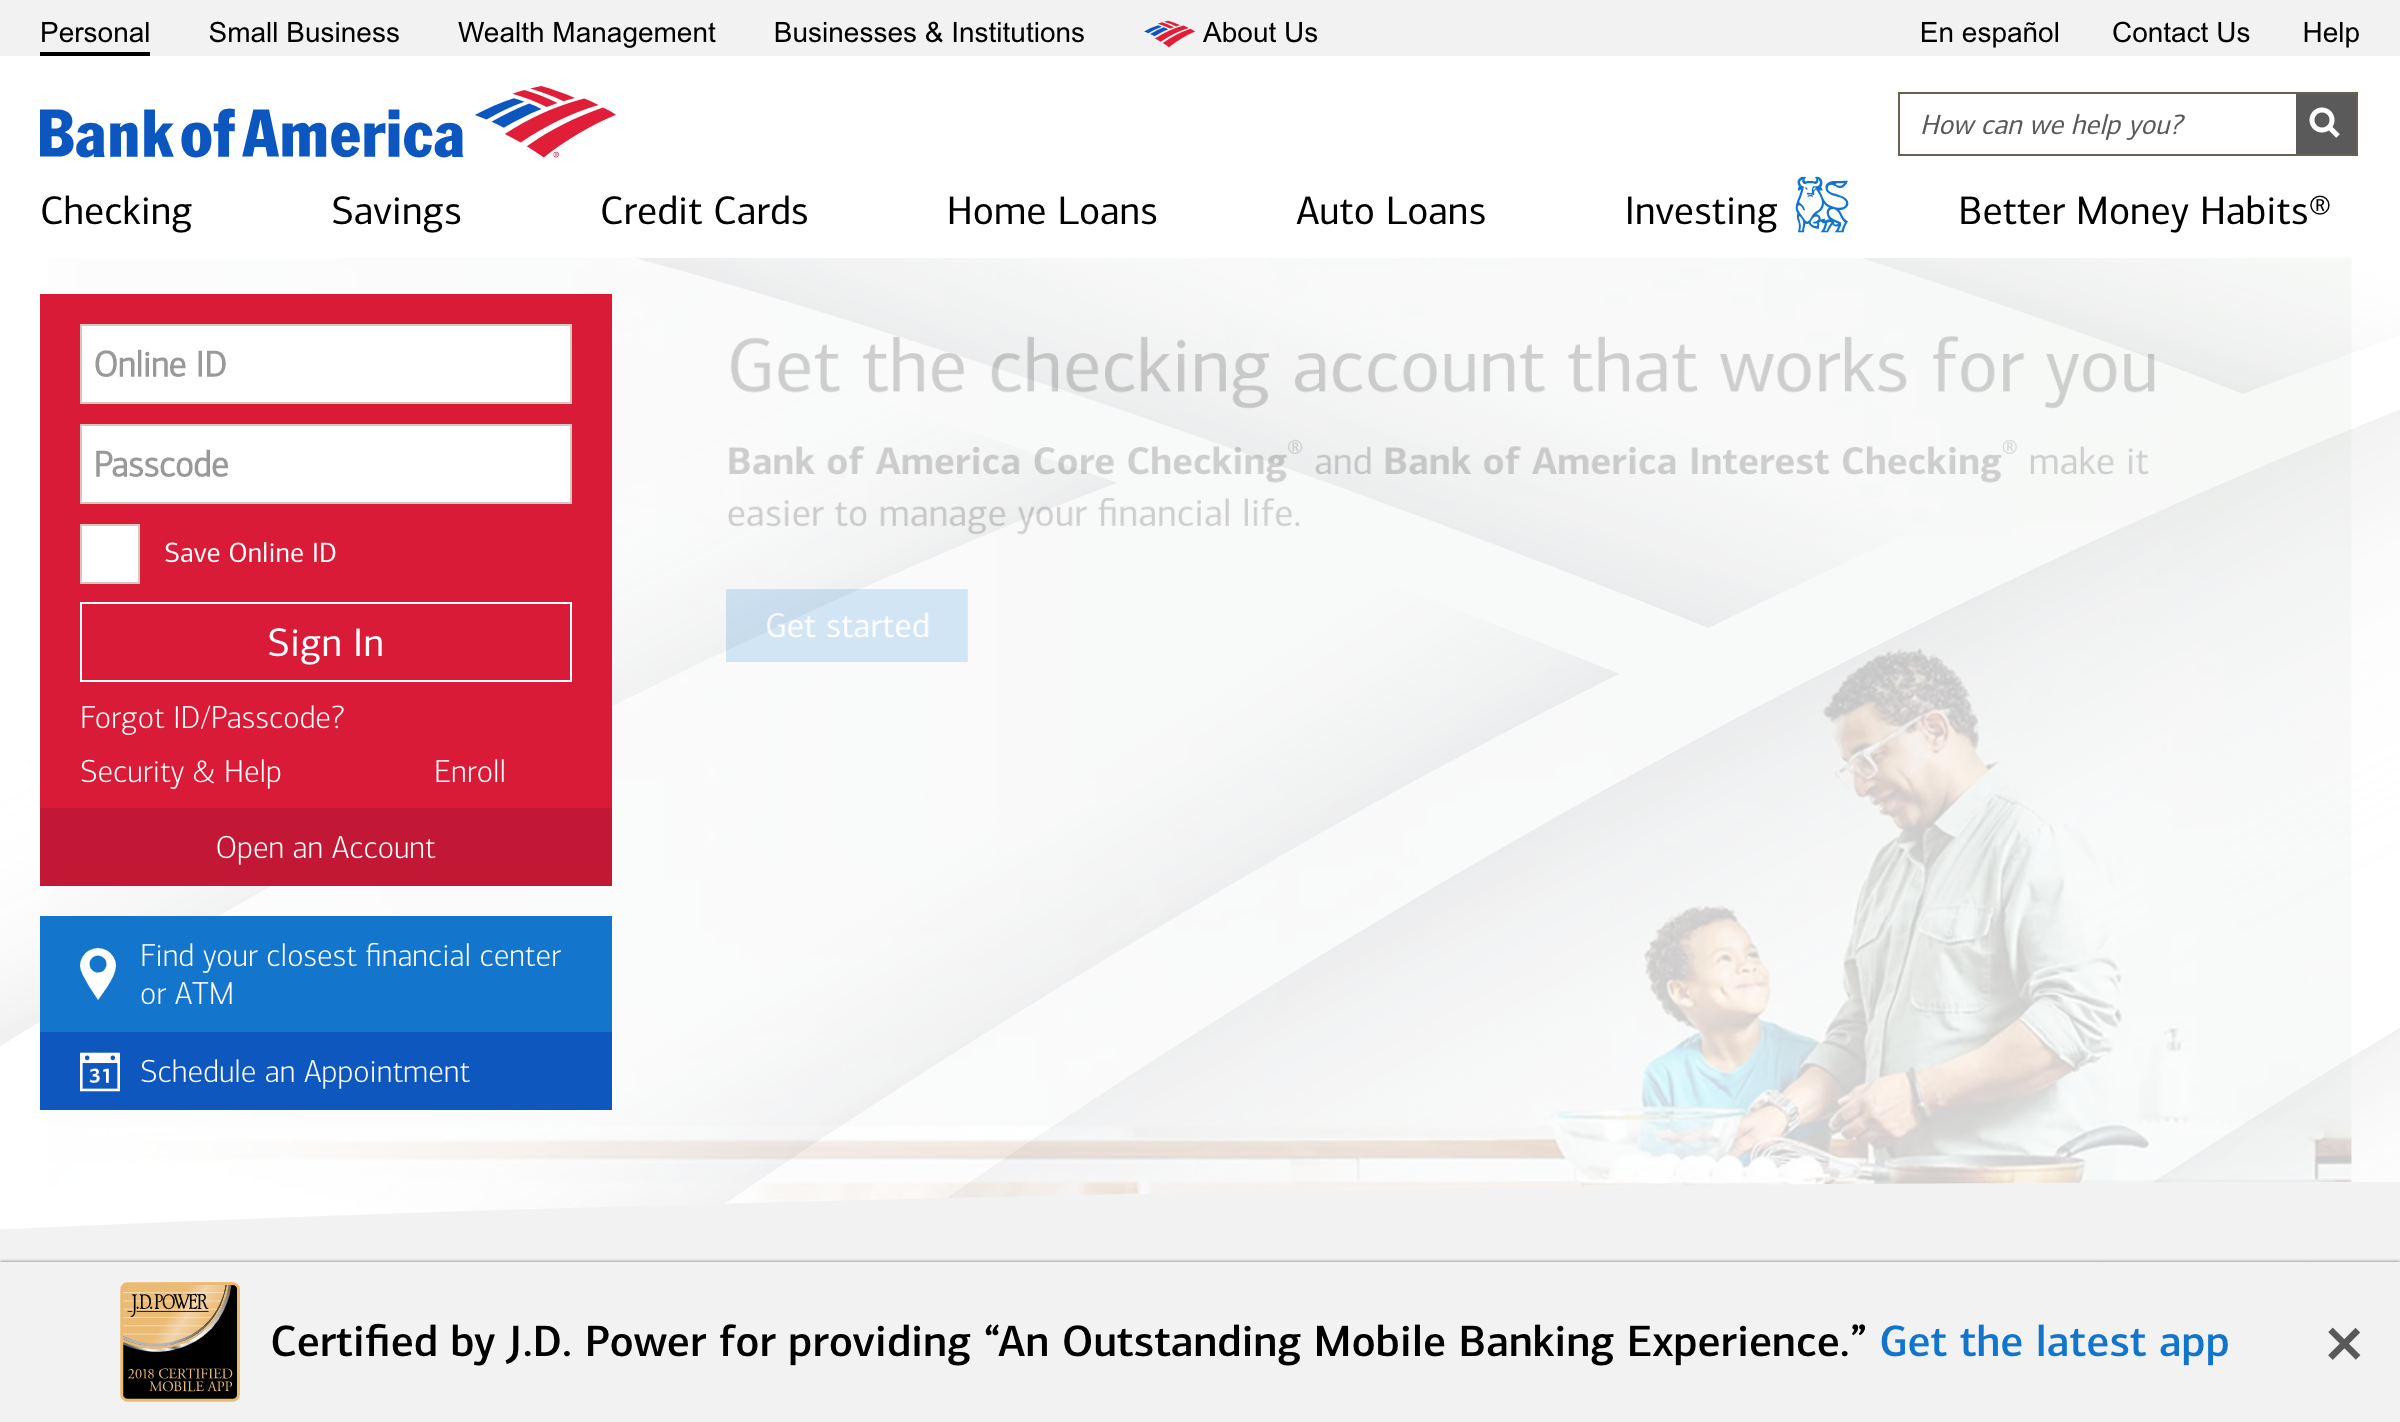 Personal Small Business Wealth Management Businesses & Institutions About Us En español Contact Us Help
Bank of America ®
How can we help you?
Checking Savings Credit Cards Home Loans Auto Loans Investing Better Money Habits®
Online ID
Passcode
Save Online ID
Sign In
Forgot ID/Passcode?
Security & Help Enroll
Open an Account
Find your closest financial center
or ATM
31 Schedule an Appointment
Get the checking account that works for you
Bank of America Core Checking® and Bank of America Interest Checking® make it
easier to manage your financial life.
Get started
J.D. POWER
2018 CERTIFIED
MOBILE APP
Certified by J.D. Power for providing “An Outstanding Mobile Banking Experience.” Get the latest app